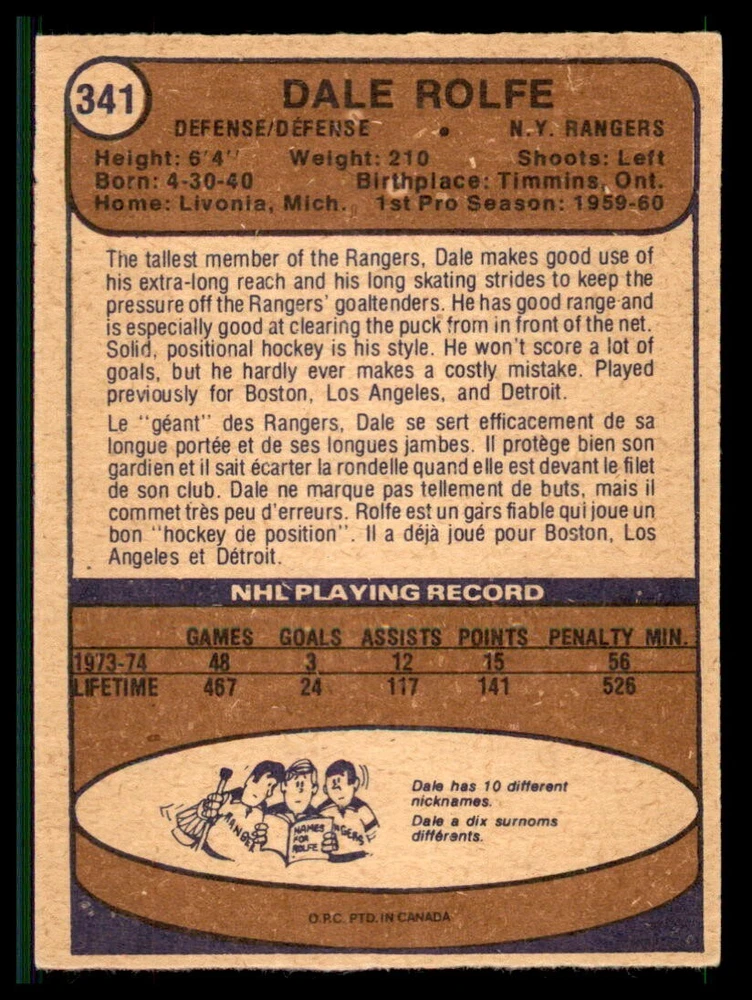 341
DALE ROLFE
DEFENSE/DÉFENSE • N.Y. RANGERS
Height: 6'4" Weight: 210 Shoots: Left
Born: 4-30-40 Birthplace: Timmins, Ont.
Home: Livonia, Mich. 1st Pro Season: 1959-60
The tallest member of the Rangers, Dale makes good use of
his extra-long reach and his long skating strides to keep the
pressure off the Rangers' goaltenders. He has good range and
is especially good at clearing the puck from in front of the net.
Solid, positional hockey is his style. He won't score a lot of
goals, but he hardly ever makes a costly mistake. Played
previously for Boston, Los Angeles, and Detroit.
Le "géant" des Rangers, Dale se sert efficacement de sa
longue portée et de ses longues jambes. Il protège bien son
gardien et il sait écarter la rondelle quand elle est devant le filet
de son club. Dale ne marque pas tellement de buts, mais il
commet très peu d'erreurs. Rolfe est un gars fiable qui joue un
bon "hockey de position". Il a déjà joué pour Boston, Los
Angeles et Détroit.
NHL PLAYING RECORD
GAMES GOALS ASSISTS POINTS PENALTY MIN.
1973-74 48 3 12 15 56
LIFETIME 467 24 117 141 526
RANGER
NAMES
FOR
ROLFE
NGERS
Dale has 10 different
nicknames.
Dale a dix surnoms
différents.
O.P.C. PTD. IN CANADA